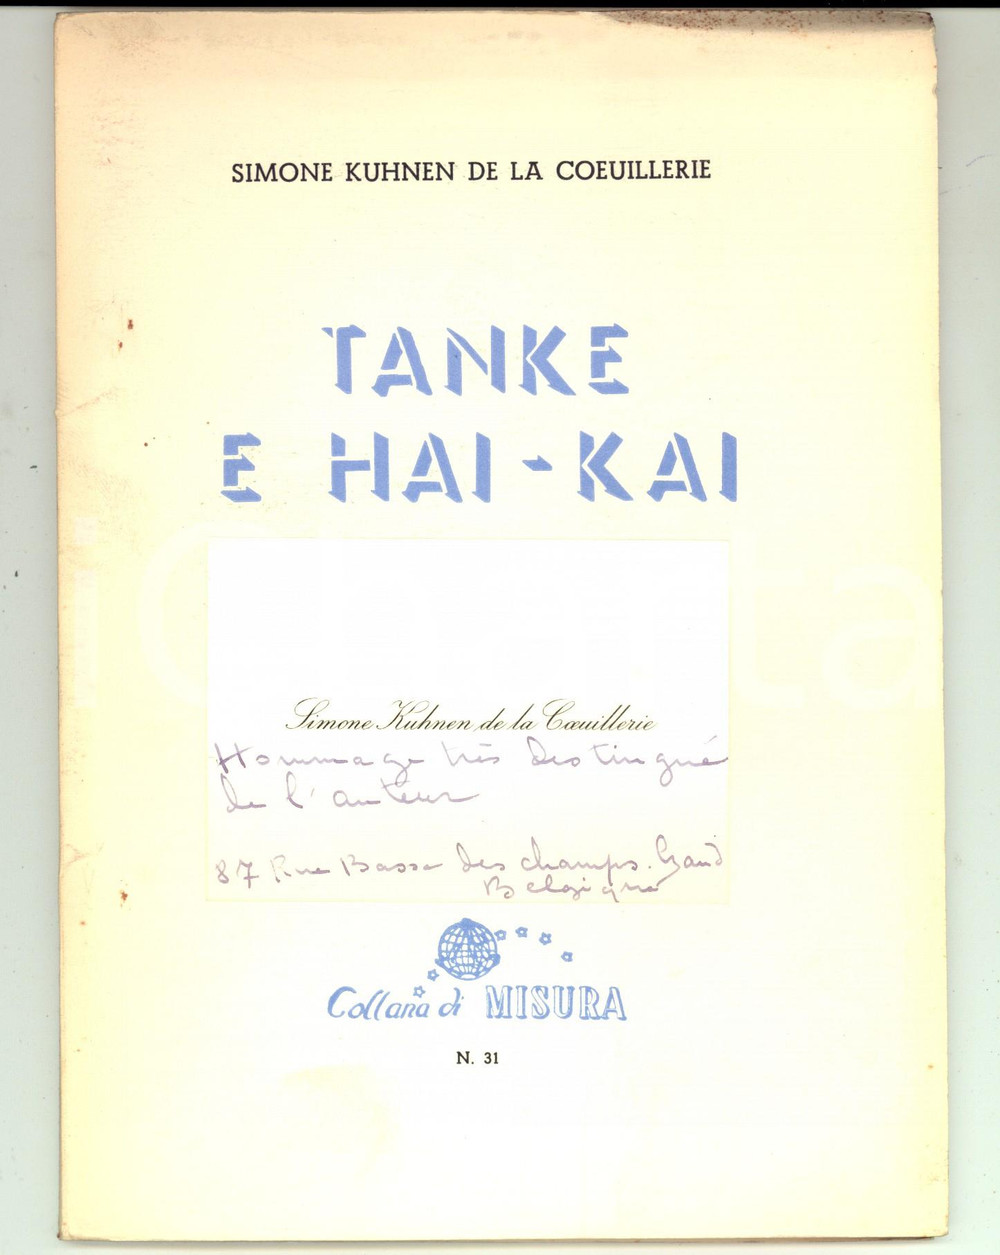 SIMONE KUHNEN DE LA COEUILLERIE
TANKE
E HAI-KAI
Simone Kuhnen de la Cœuillerie
Hommage très distingué
de l'auteur
87 Rue Basse des champs. Gand
Belgique
Collana di MISURA
N. 31
iCharta